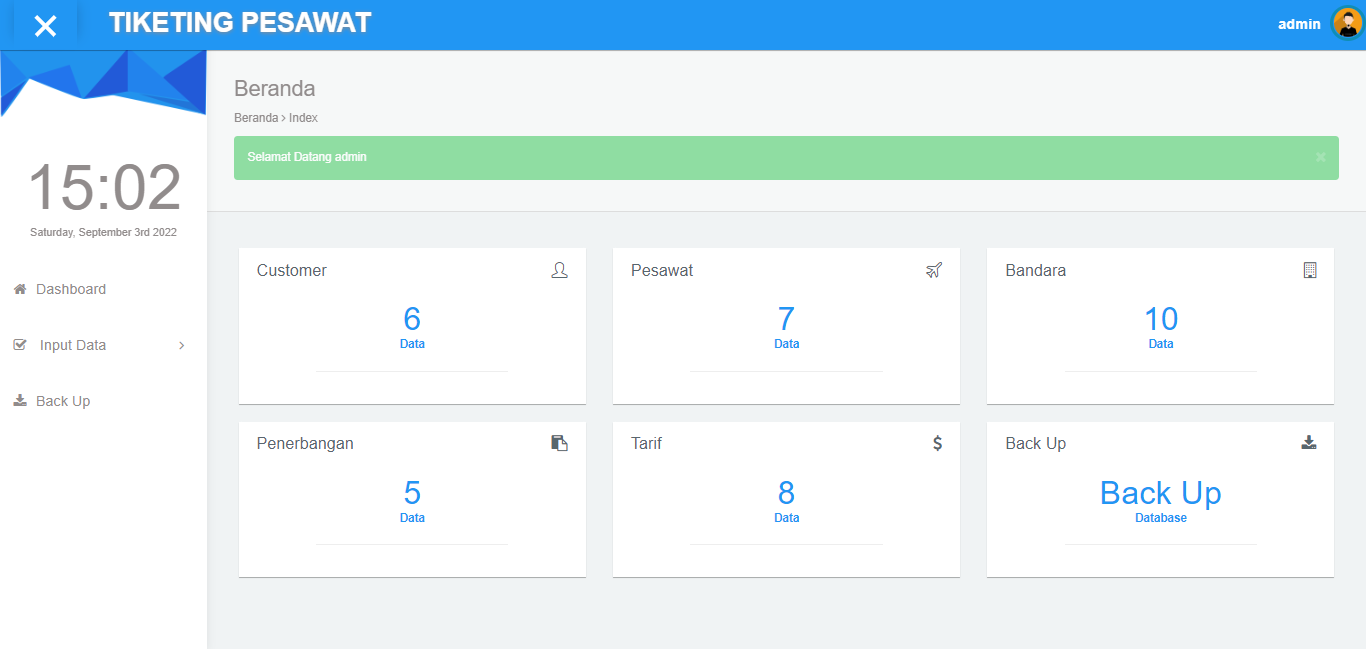 TIKETING PESAWAT
admin
Beranda
Beranda > Index
Selamat Datang admin
×
15:02
Saturday, September 3rd 2022
Dashboard
Input Data
Back Up
Customer
6
Data
Pesawat
7
Data
Bandara
10
Data
Penerbangan
5
Data
Tarif
$
8
Data
Back Up
Back Up
Database